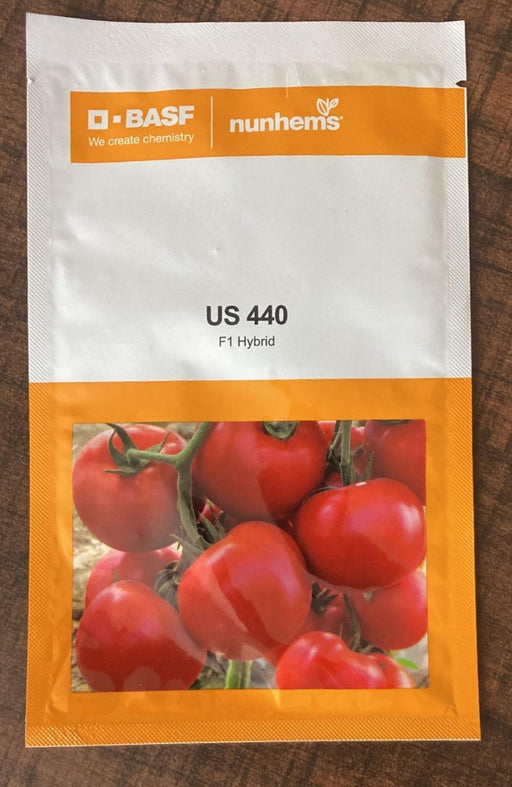 BASF
We create chemistry
nunhems
US 440
F1 Hybrid